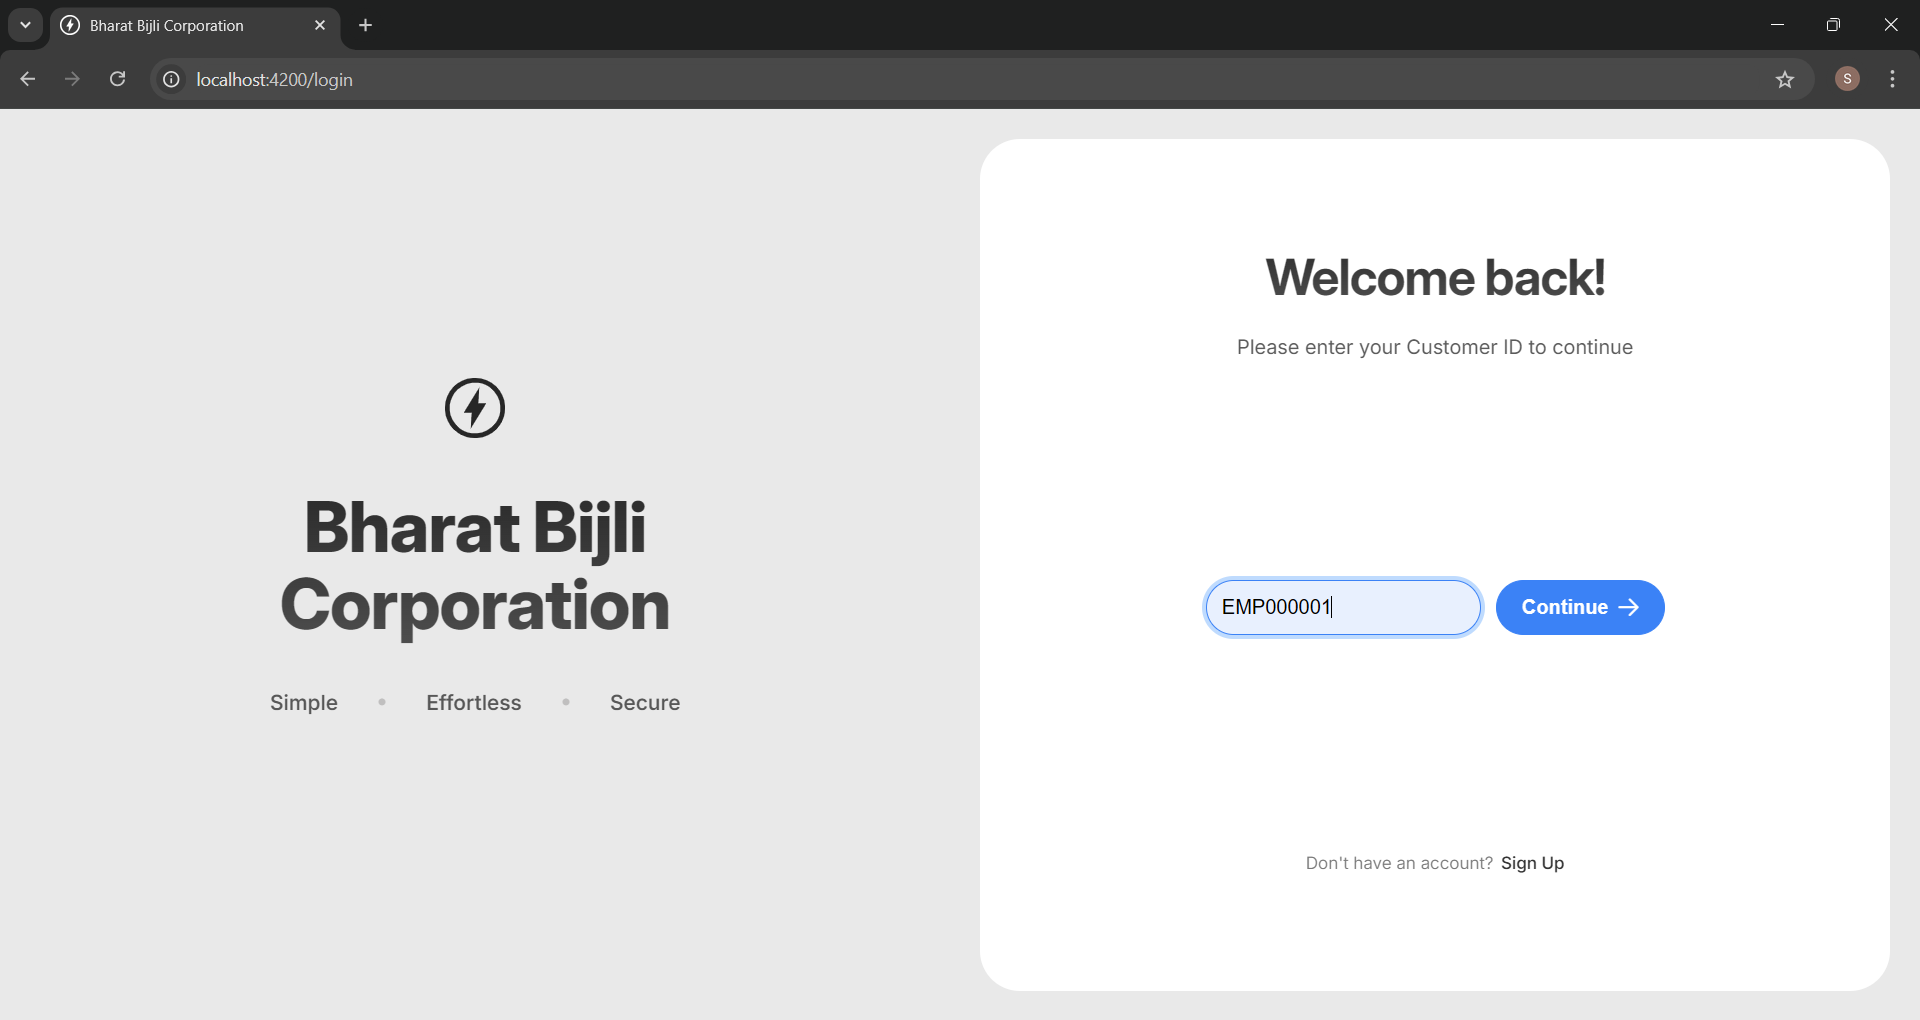 Bharat Bijli Corporation
localhost:4200/login
S
Bharat Bijli
Corporation
Simple • Effortless • Secure
Welcome back!
Please enter your Customer ID to continue
EMP000001
Continue →
Don't have an account? Sign Up